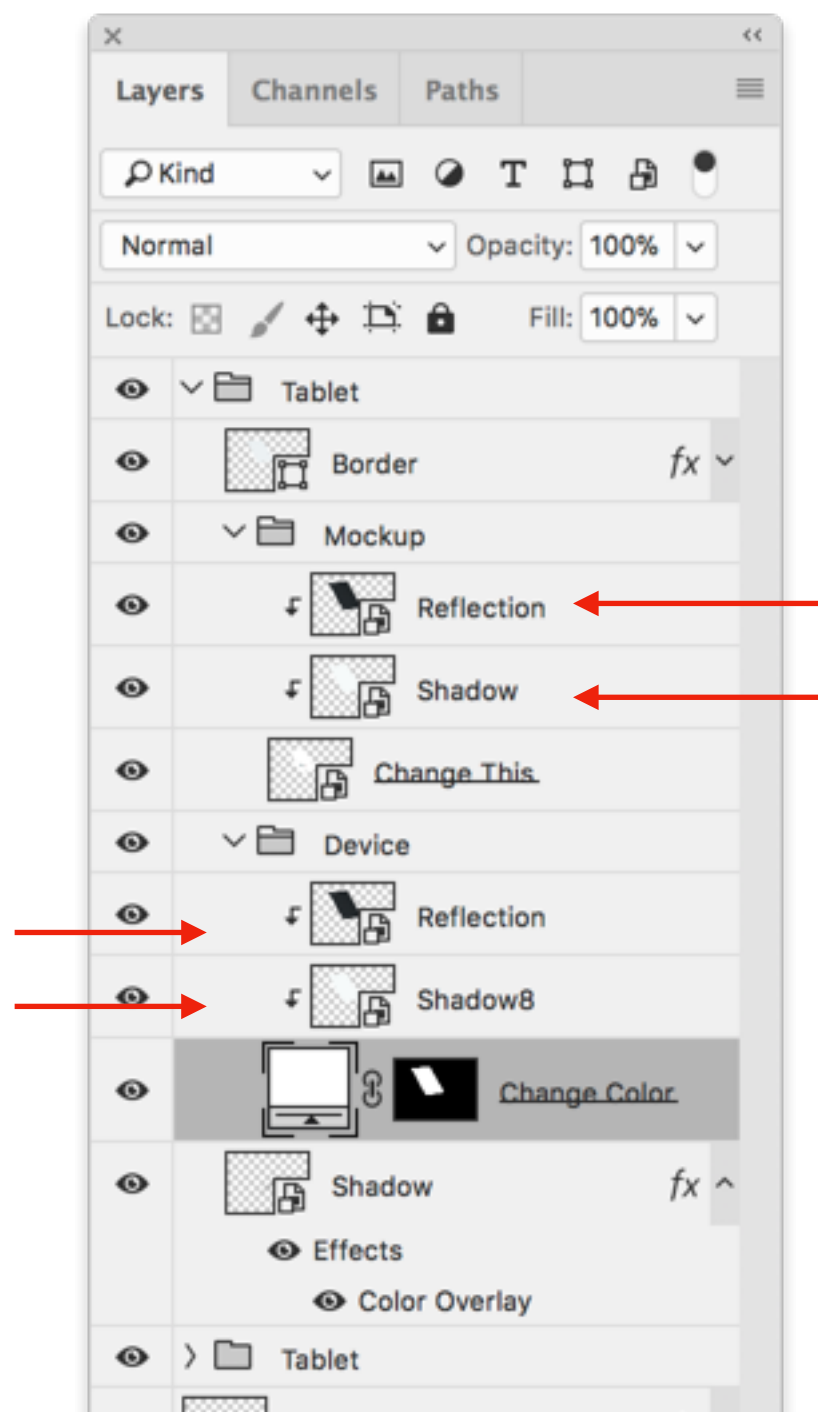 Layers Channels Paths
Kind
Normal Opacity: 100%
Lock: Fill: 100%
Tablet
Border fx
Mockup
Reflection
Shadow
Change This
Device
Reflection
Shadow8
Change Color
Shadow fx
Effects
Color Overlay
Tablet